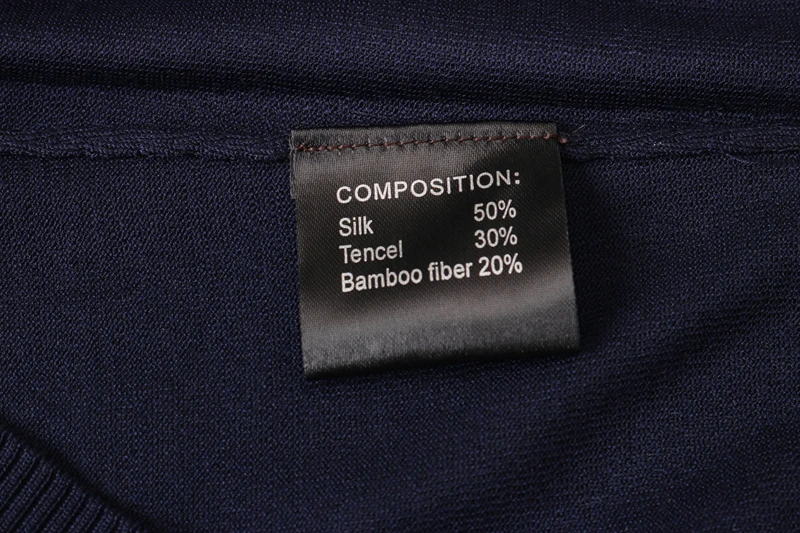 COMPOSITION:
Silk 50%
Tencel 30%
Bamboo fiber 20%